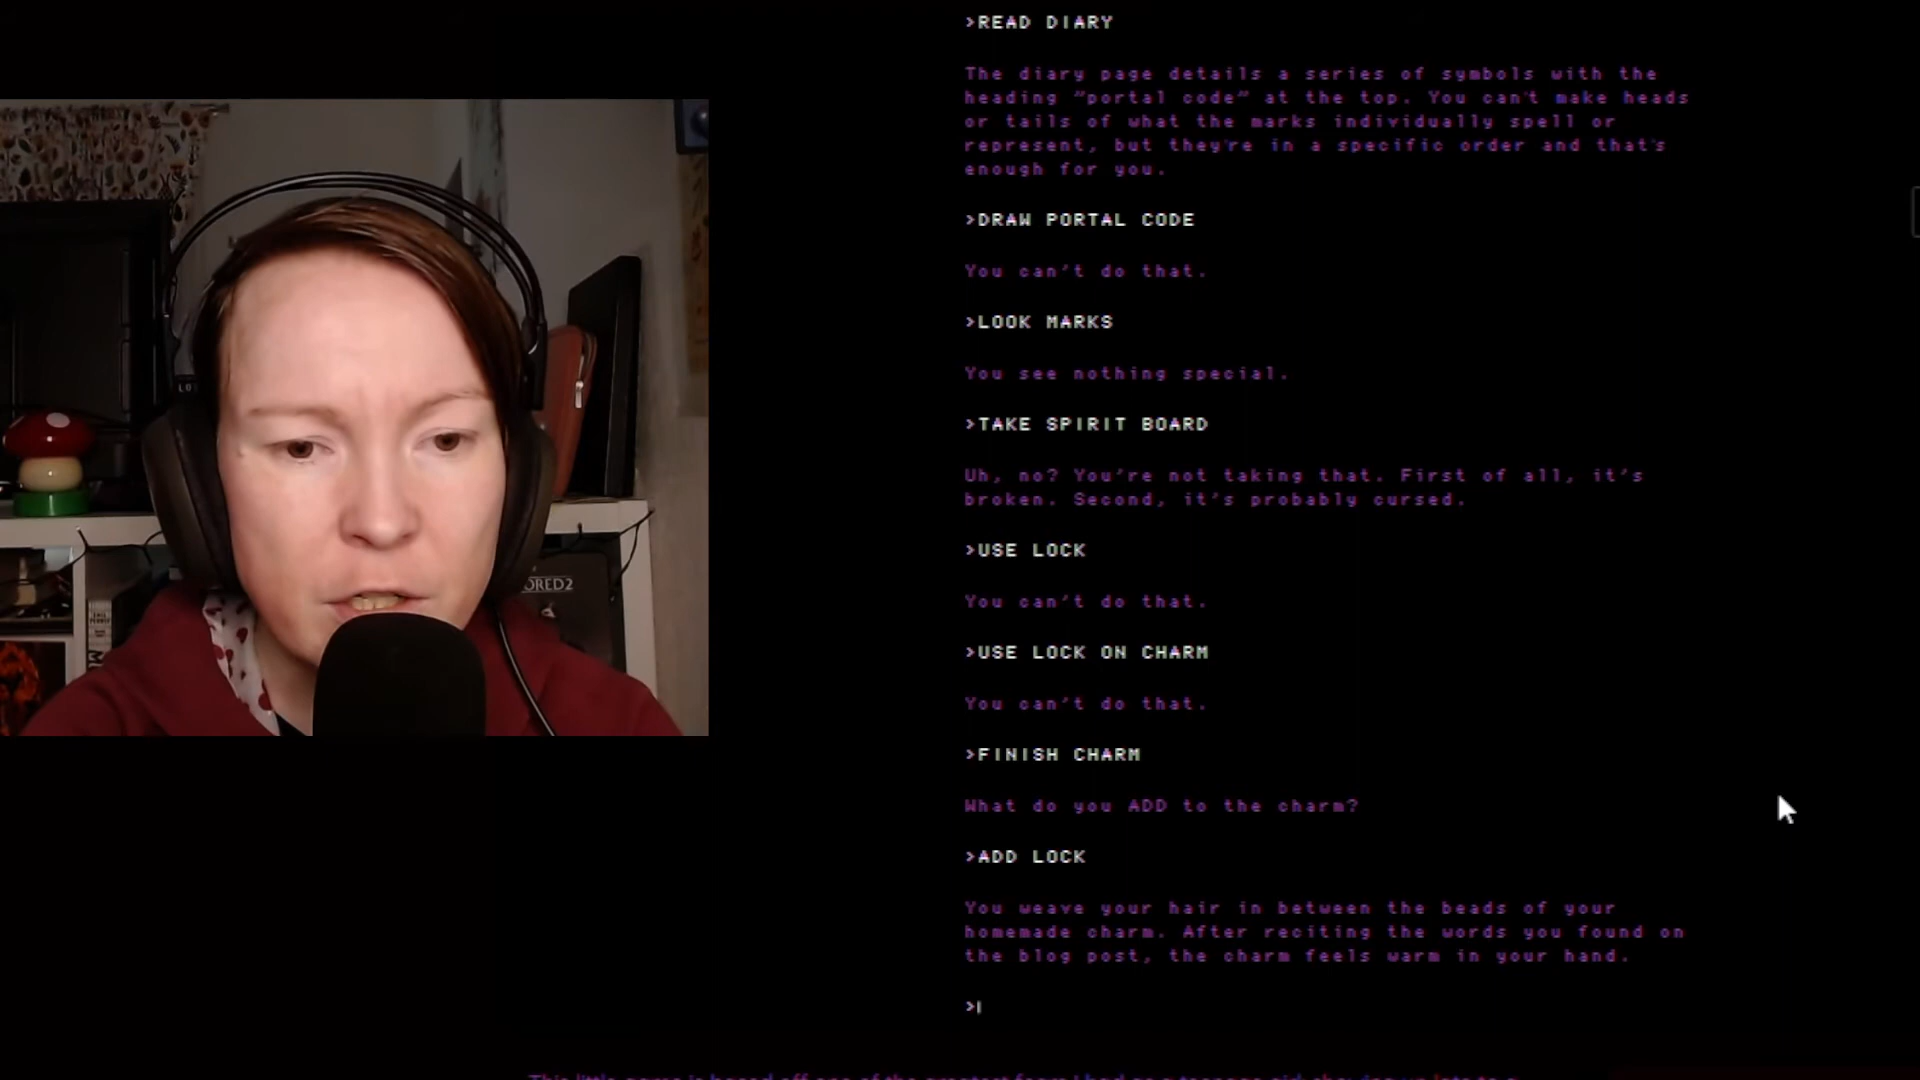 >READ DIARY
The diary page details a series of symbols with the
heading "portal code" at the top. You can't make heads
or tails of what the marks individually spell or
represent, but they're in a specific order and that's
enough for you.
>DRAW PORTAL CODE
You can't do that.
>LOOK MARKS
You see nothing special.
>TAKE SPIRIT BOARD
Uh, no? You're not taking that. First of all, it's
broken. Second, it's probably cursed.
>USE LOCK
You can't do that.
>USE LOCK ON CHARM
You can't do that.
>FINISH CHARM
What do you ADD to the charm?
>ADD LOCK
You weave your hair in between the beads of your
homemade charm. After reciting the words you found on
the blog post, the charm feels warm in your hand.
>
ORED2